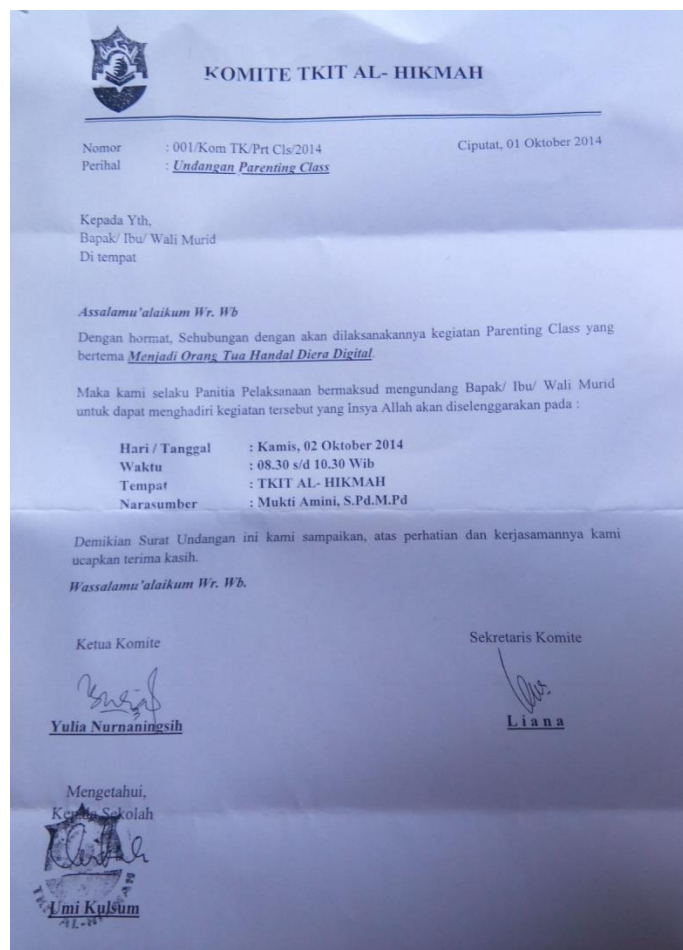 KOMITE TKIT AL- HIKMAH
Nomor : 001/Kom TK/Prt Cls/2014 Ciputat, 01 Oktober 2014
Perihal : Undangan Parenting Class
Kepada Yth,
Bapak/ Ibu/ Wali Murid
Di tempat
Assalamu'alaikum Wr. Wb
Dengan hormat, Sehubungan dengan akan dilaksanakannya kegiatan Parenting Class yang
bertema Menjadi Orang Tua Handal Diera Digital.
Maka kami selaku Panitia Pelaksanaan bermaksud mengundang Bapak/ Ibu/ Wali Murid
untuk dapat menghadiri kegiatan tersebut yang insya Allah akan diselenggarakan pada :
Hari / Tanggal : Kamis, 02 Oktober 2014
Waktu : 08.30 s/d 10.30 Wib
Tempat : TKIT AL- HIKMAH
Narasumber : Mukti Amini, S.Pd.M.Pd
Demikian Surat Undangan ini kami sampaikan, atas perhatian dan kerjasamannya kami
ucapkan terima kasih.
Wassalamu'alaikum Wr. Wb.
Ketua Komite Sekretaris Komite
Yulia Nurnaningsih Liana
Mengetahui,
Kepala Sekolah
Umi Kulsum